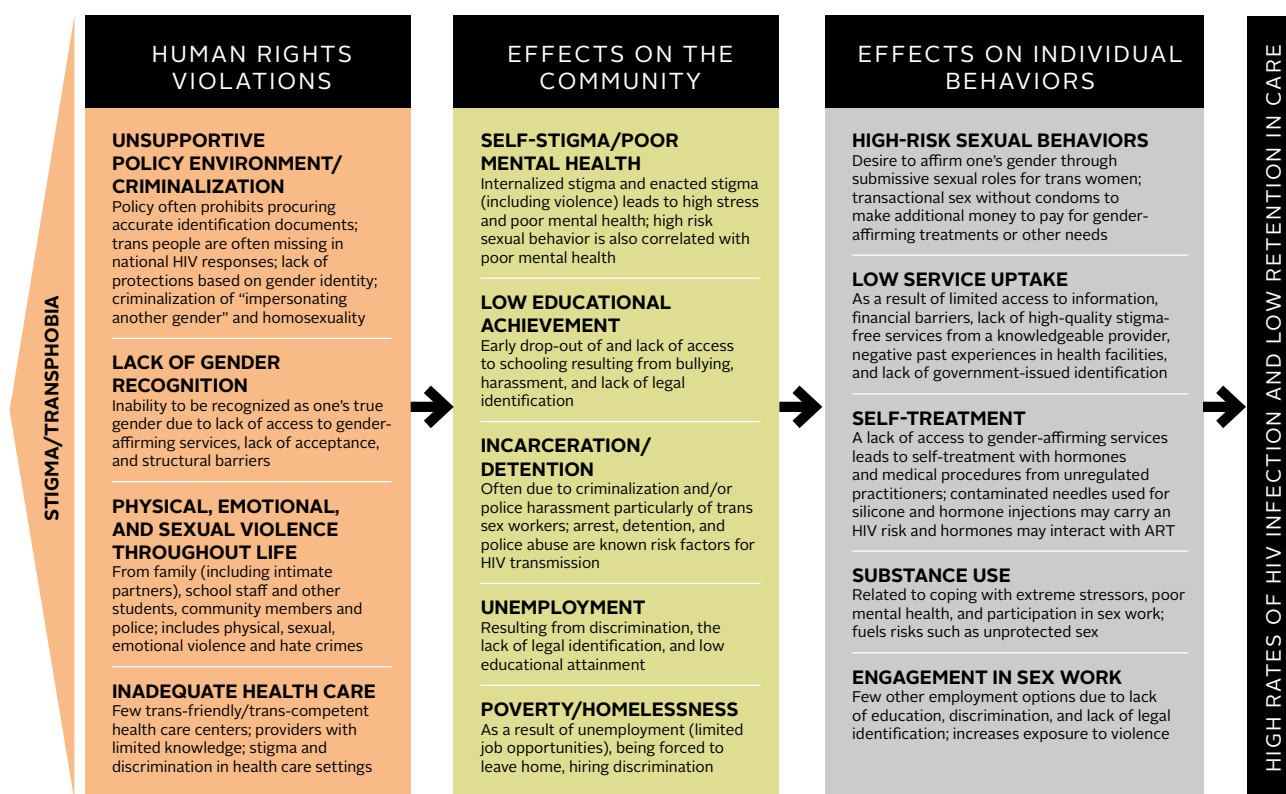 STIGMA/TRANSPHOBIA
HUMAN RIGHTS
VIOLATIONS
UNSUPPORTIVE
POLICY ENVIRONMENT/
CRIMINALIZATION
Policy often prohibits procuring
accurate identification documents;
trans people are often missing in
national HIV responses; lack of
protections based on gender identity;
criminalization of “impersonating
another gender” and homosexuality
LACK OF GENDER
RECOGNITION
Inability to be recognized as one’s true
gender due to lack of access to gender-
affirming services, lack of acceptance,
and structural barriers
PHYSICAL, EMOTIONAL,
AND SEXUAL VIOLENCE
THROUGHOUT LIFE
From family (including intimate
partners), school staff and other
students, community members and
police; includes physical, sexual,
emotional violence and hate crimes
INADEQUATE HEALTH CARE
Few trans-friendly/trans-competent
health care centers; providers with
limited knowledge; stigma and
discrimination in health care settings
EFFECTS ON THE
COMMUNITY
SELF-STIGMA/POOR
MENTAL HEALTH
Internalized stigma and enacted stigma
(including violence) leads to high stress
and poor mental health; high risk
sexual behavior is also correlated with
poor mental health
LOW EDUCATIONAL
ACHIEVEMENT
Early drop-out of and lack of access
to schooling resulting from bullying,
harassment, and lack of legal
identification
INCARCERATION/
DETENTION
Often due to criminalization and/or
police harassment particularly of trans
sex workers; arrest, detention, and
police abuse are known risk factors for
HIV transmission
UNEMPLOYMENT
Resulting from discrimination, the
lack of legal identification, and low
educational attainment
POVERTY/HOMELESSNESS
As a result of unemployment (limited
job opportunities), being forced to
leave home, hiring discrimination
EFFECTS ON INDIVIDUAL
BEHAVIORS
HIGH-RISK SEXUAL BEHAVIORS
Desire to affirm one’s gender through
submissive sexual roles for trans women;
transactional sex without condoms to
make additional money to pay for gender-
affirming treatments or other needs
LOW SERVICE UPTAKE
As a result of limited access to information,
financial barriers, lack of high-quality stigma-
free services from a knowledgeable provider,
negative past experiences in health facilities,
and lack of government-issued identification
SELF-TREATMENT
A lack of access to gender-affirming services
leads to self-treatment with hormones
and medical procedures from unregulated
practitioners; contaminated needles used for
silicone and hormone injections may carry an
HIV risk and hormones may interact with ART
SUBSTANCE USE
Related to coping with extreme stressors, poor
mental health, and participation in sex work;
fuels risks such as unprotected sex
ENGAGEMENT IN SEX WORK
Few other employment options due to lack
of education, discrimination, and lack of legal
identification; increases exposure to violence
HIGH RATES OF HIV INFECTION AND LOW RETENTION IN CARE